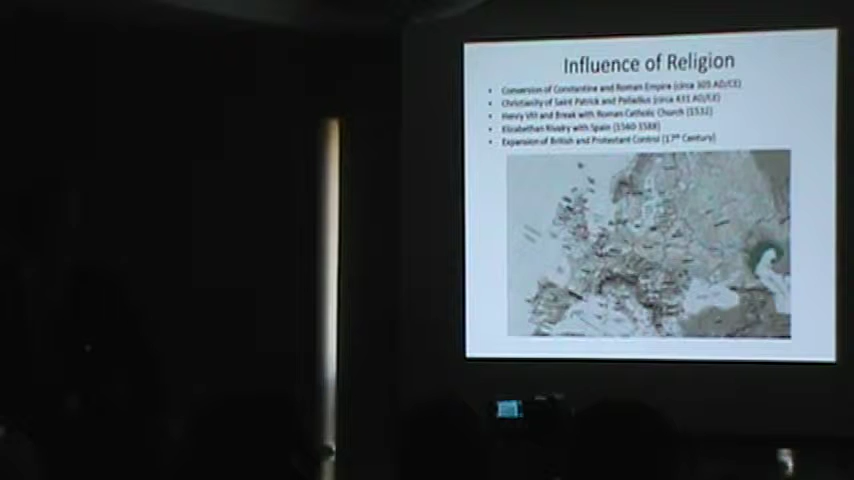 Influence of Religion
• Conversion of Constantine and Roman Empire (circa 305 AD/CE)
• Christianity of Saint Patrick and Palladius (circa 431 AD/CE)
• Henry VIII and Break with Roman Catholic Church (1532)
• Elizabethan Rivalry with Spain (1560-1588)
• Expansion of British and Protestant Control (17th Century)